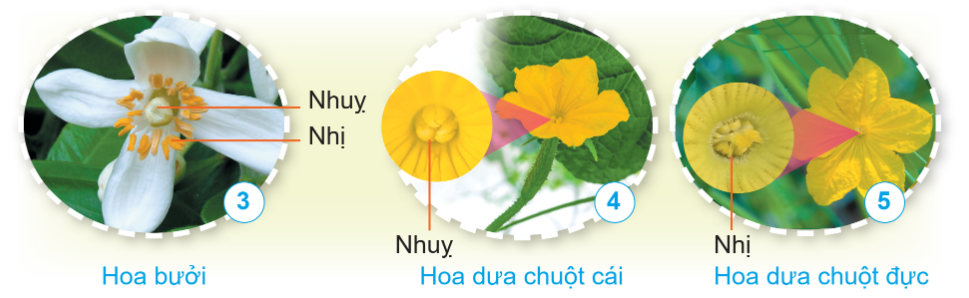 Nhuỵ
Nhị
3
4
5
Nhuỵ
Nhị
Hoa bưởi
Hoa dưa chuột cái
Hoa dưa chuột đực